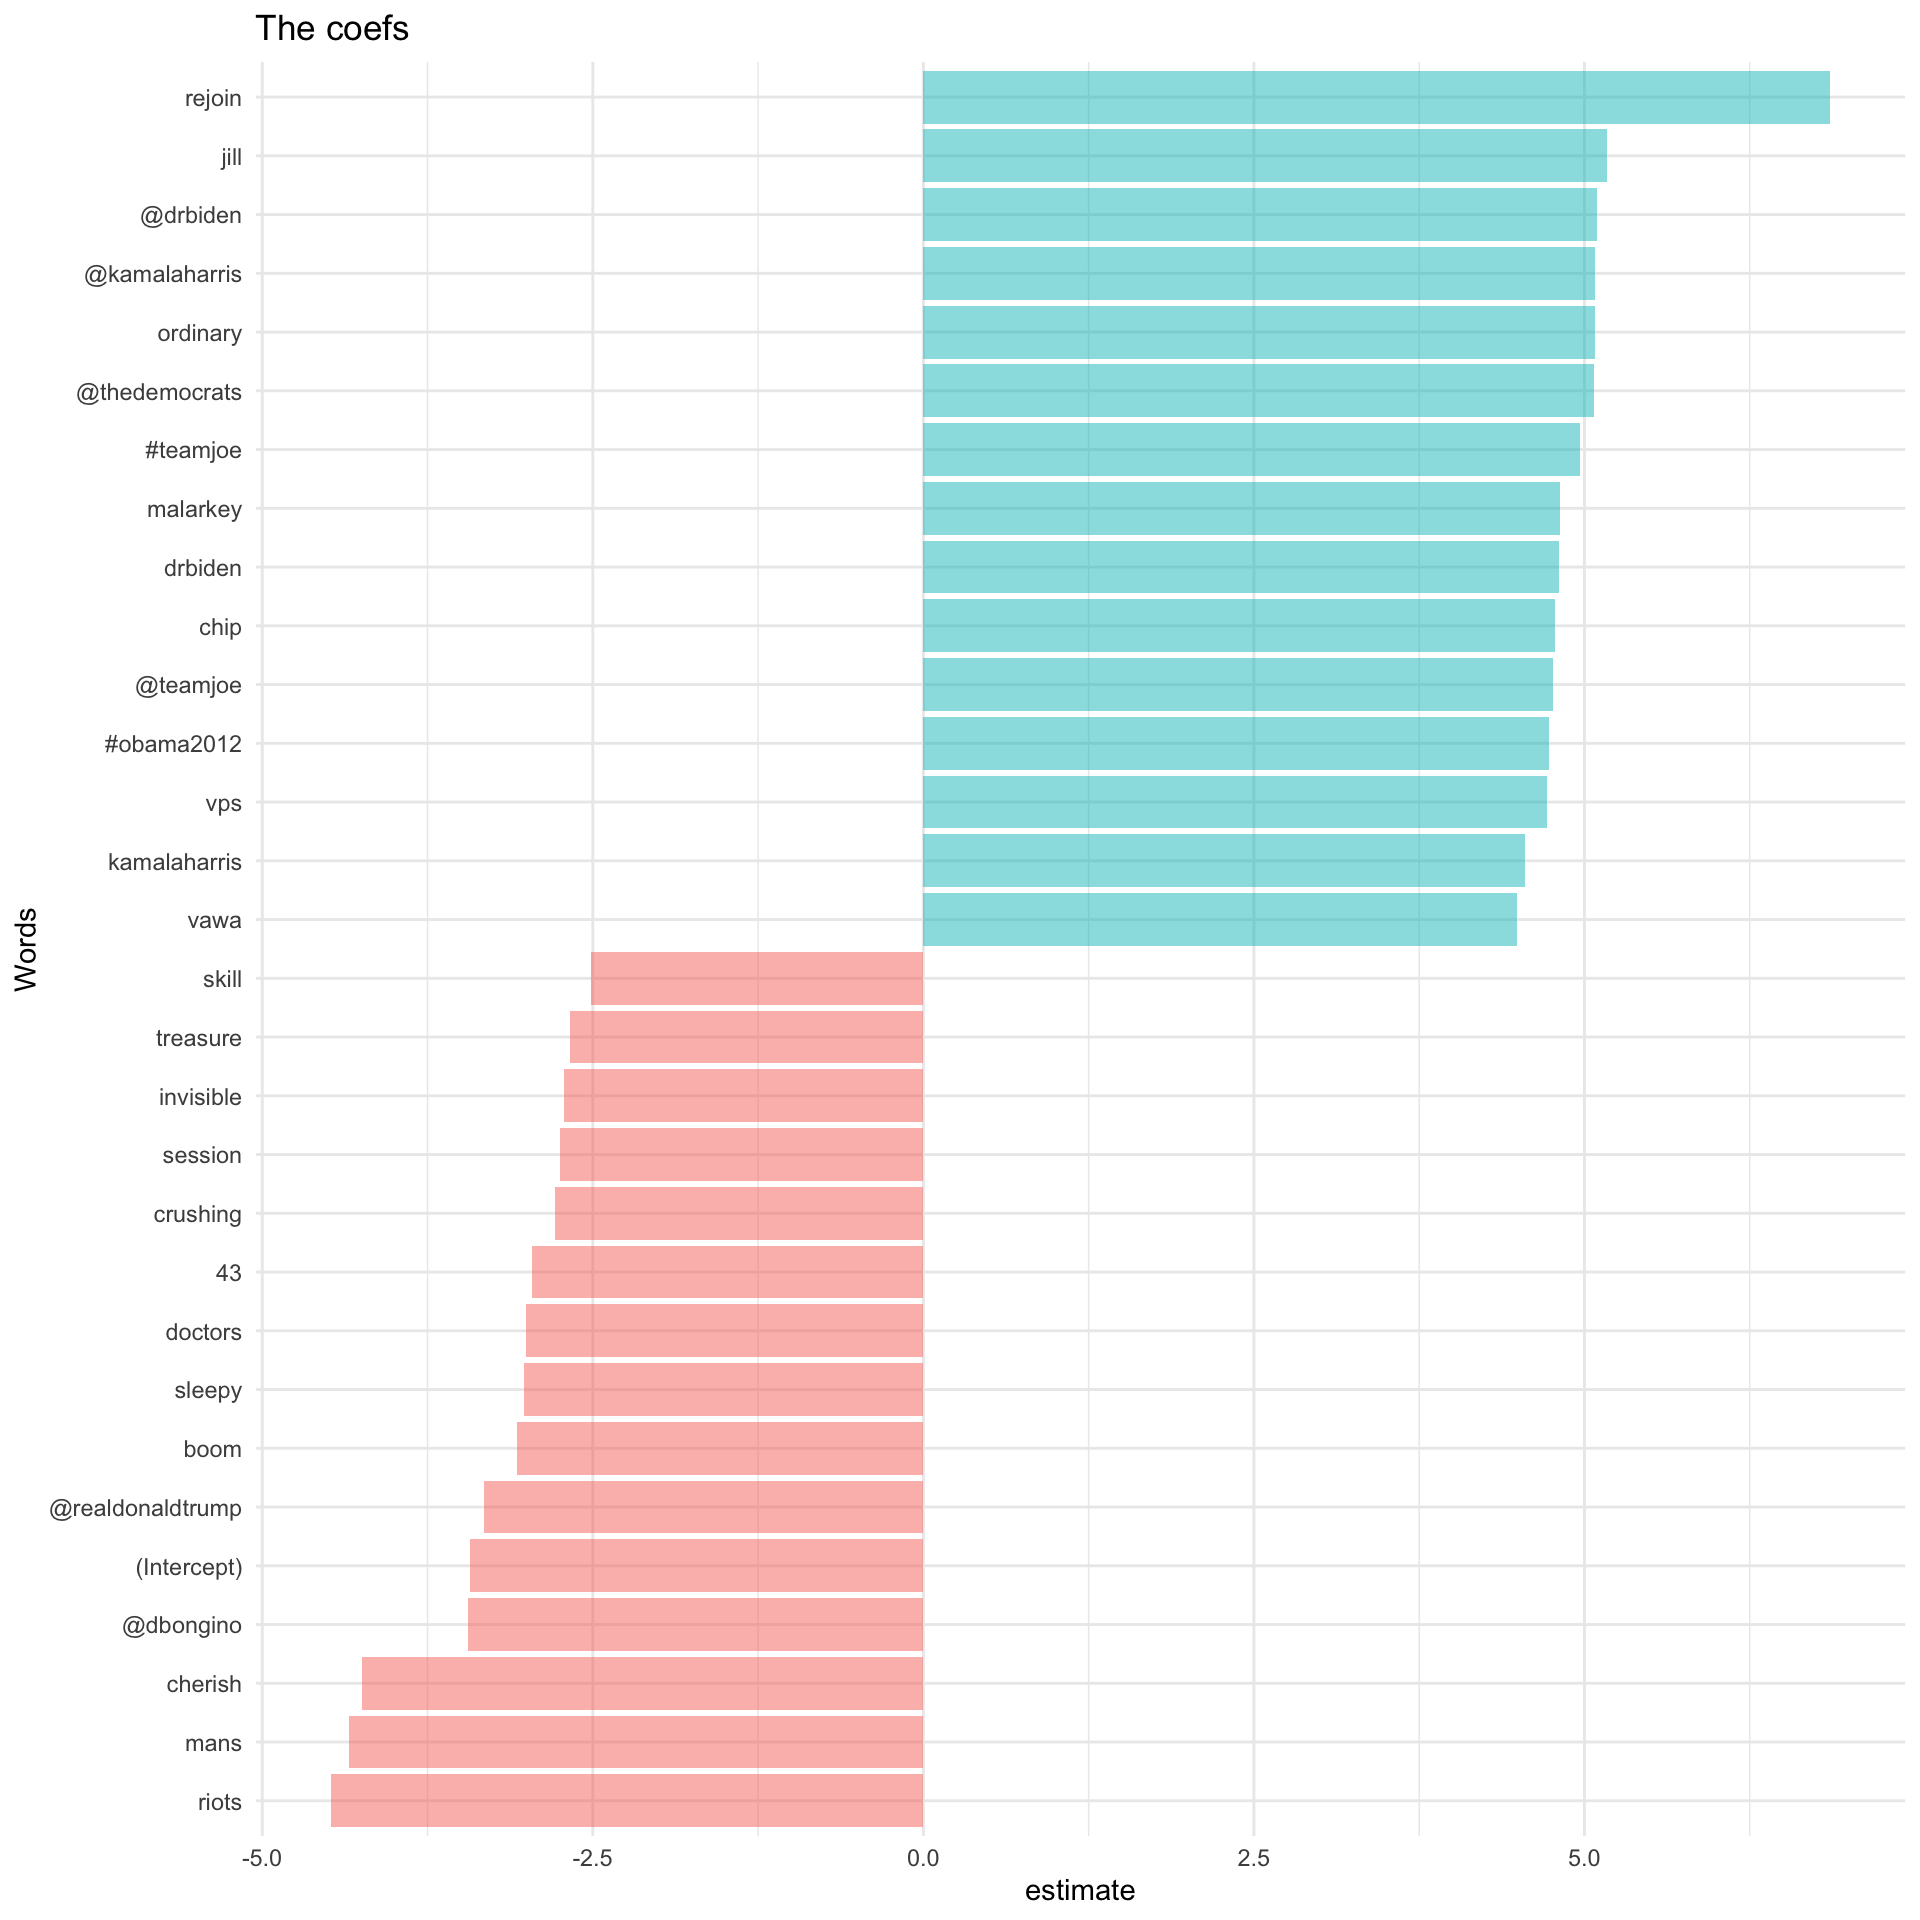 The coefs
rejoin
jill
@drbiden
@kamalaharris
ordinary
@thedemocrats
#teamjoe
malarkey
drbiden
chip
@teamjoe
#obama2012
vps
kamalaharris
vawa
skill
treasure
invisible
session
crushing
43
doctors
sleepy
boom
@realdonaldtrump
(Intercept)
@dbongino
cherish
mans
riots
Words
-5.0 -2.5 0.0 2.5 5.0
estimate